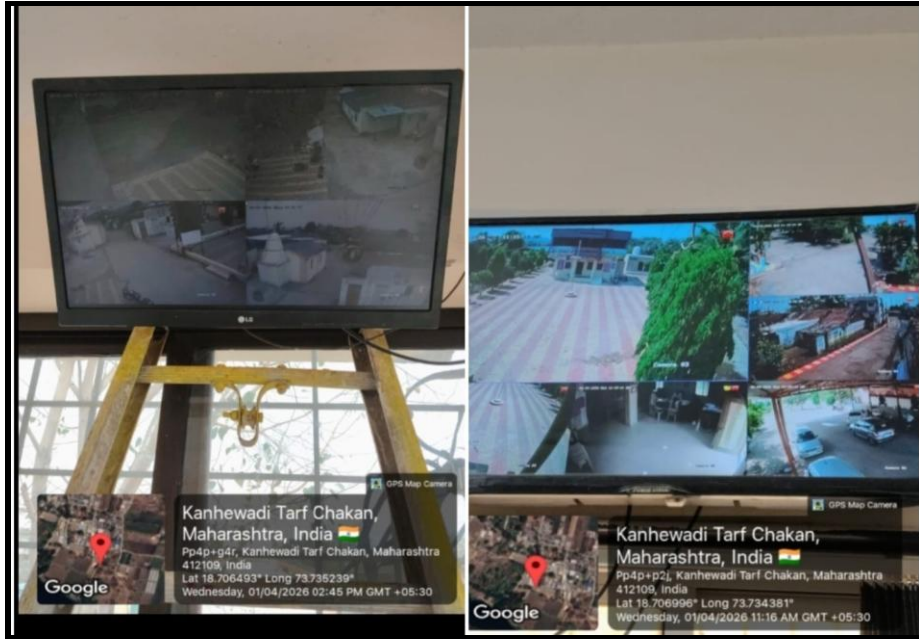 LG
GPS Map Camera
Kanhewadi Tarf Chakan,
Maharashtra, India
Pp4p+g4r, Kanhewadi Tarf Chakan, Maharashtra
412109, India
Lat 18.706493° Long 73.735239°
Wednesday, 01/04/2026 02:45 PM GMT +05:30
Google
GPS Map Camera
Kanhewadi Tarf Chakan,
Maharashtra, India
Pp4p+p2j, Kanhewadi Tarf Chakan, Maharashtra
412109, India
Lat 18.706996° Long 73.734381°
Wednesday, 01/04/2026 11:16 AM GMT +05:30
Google